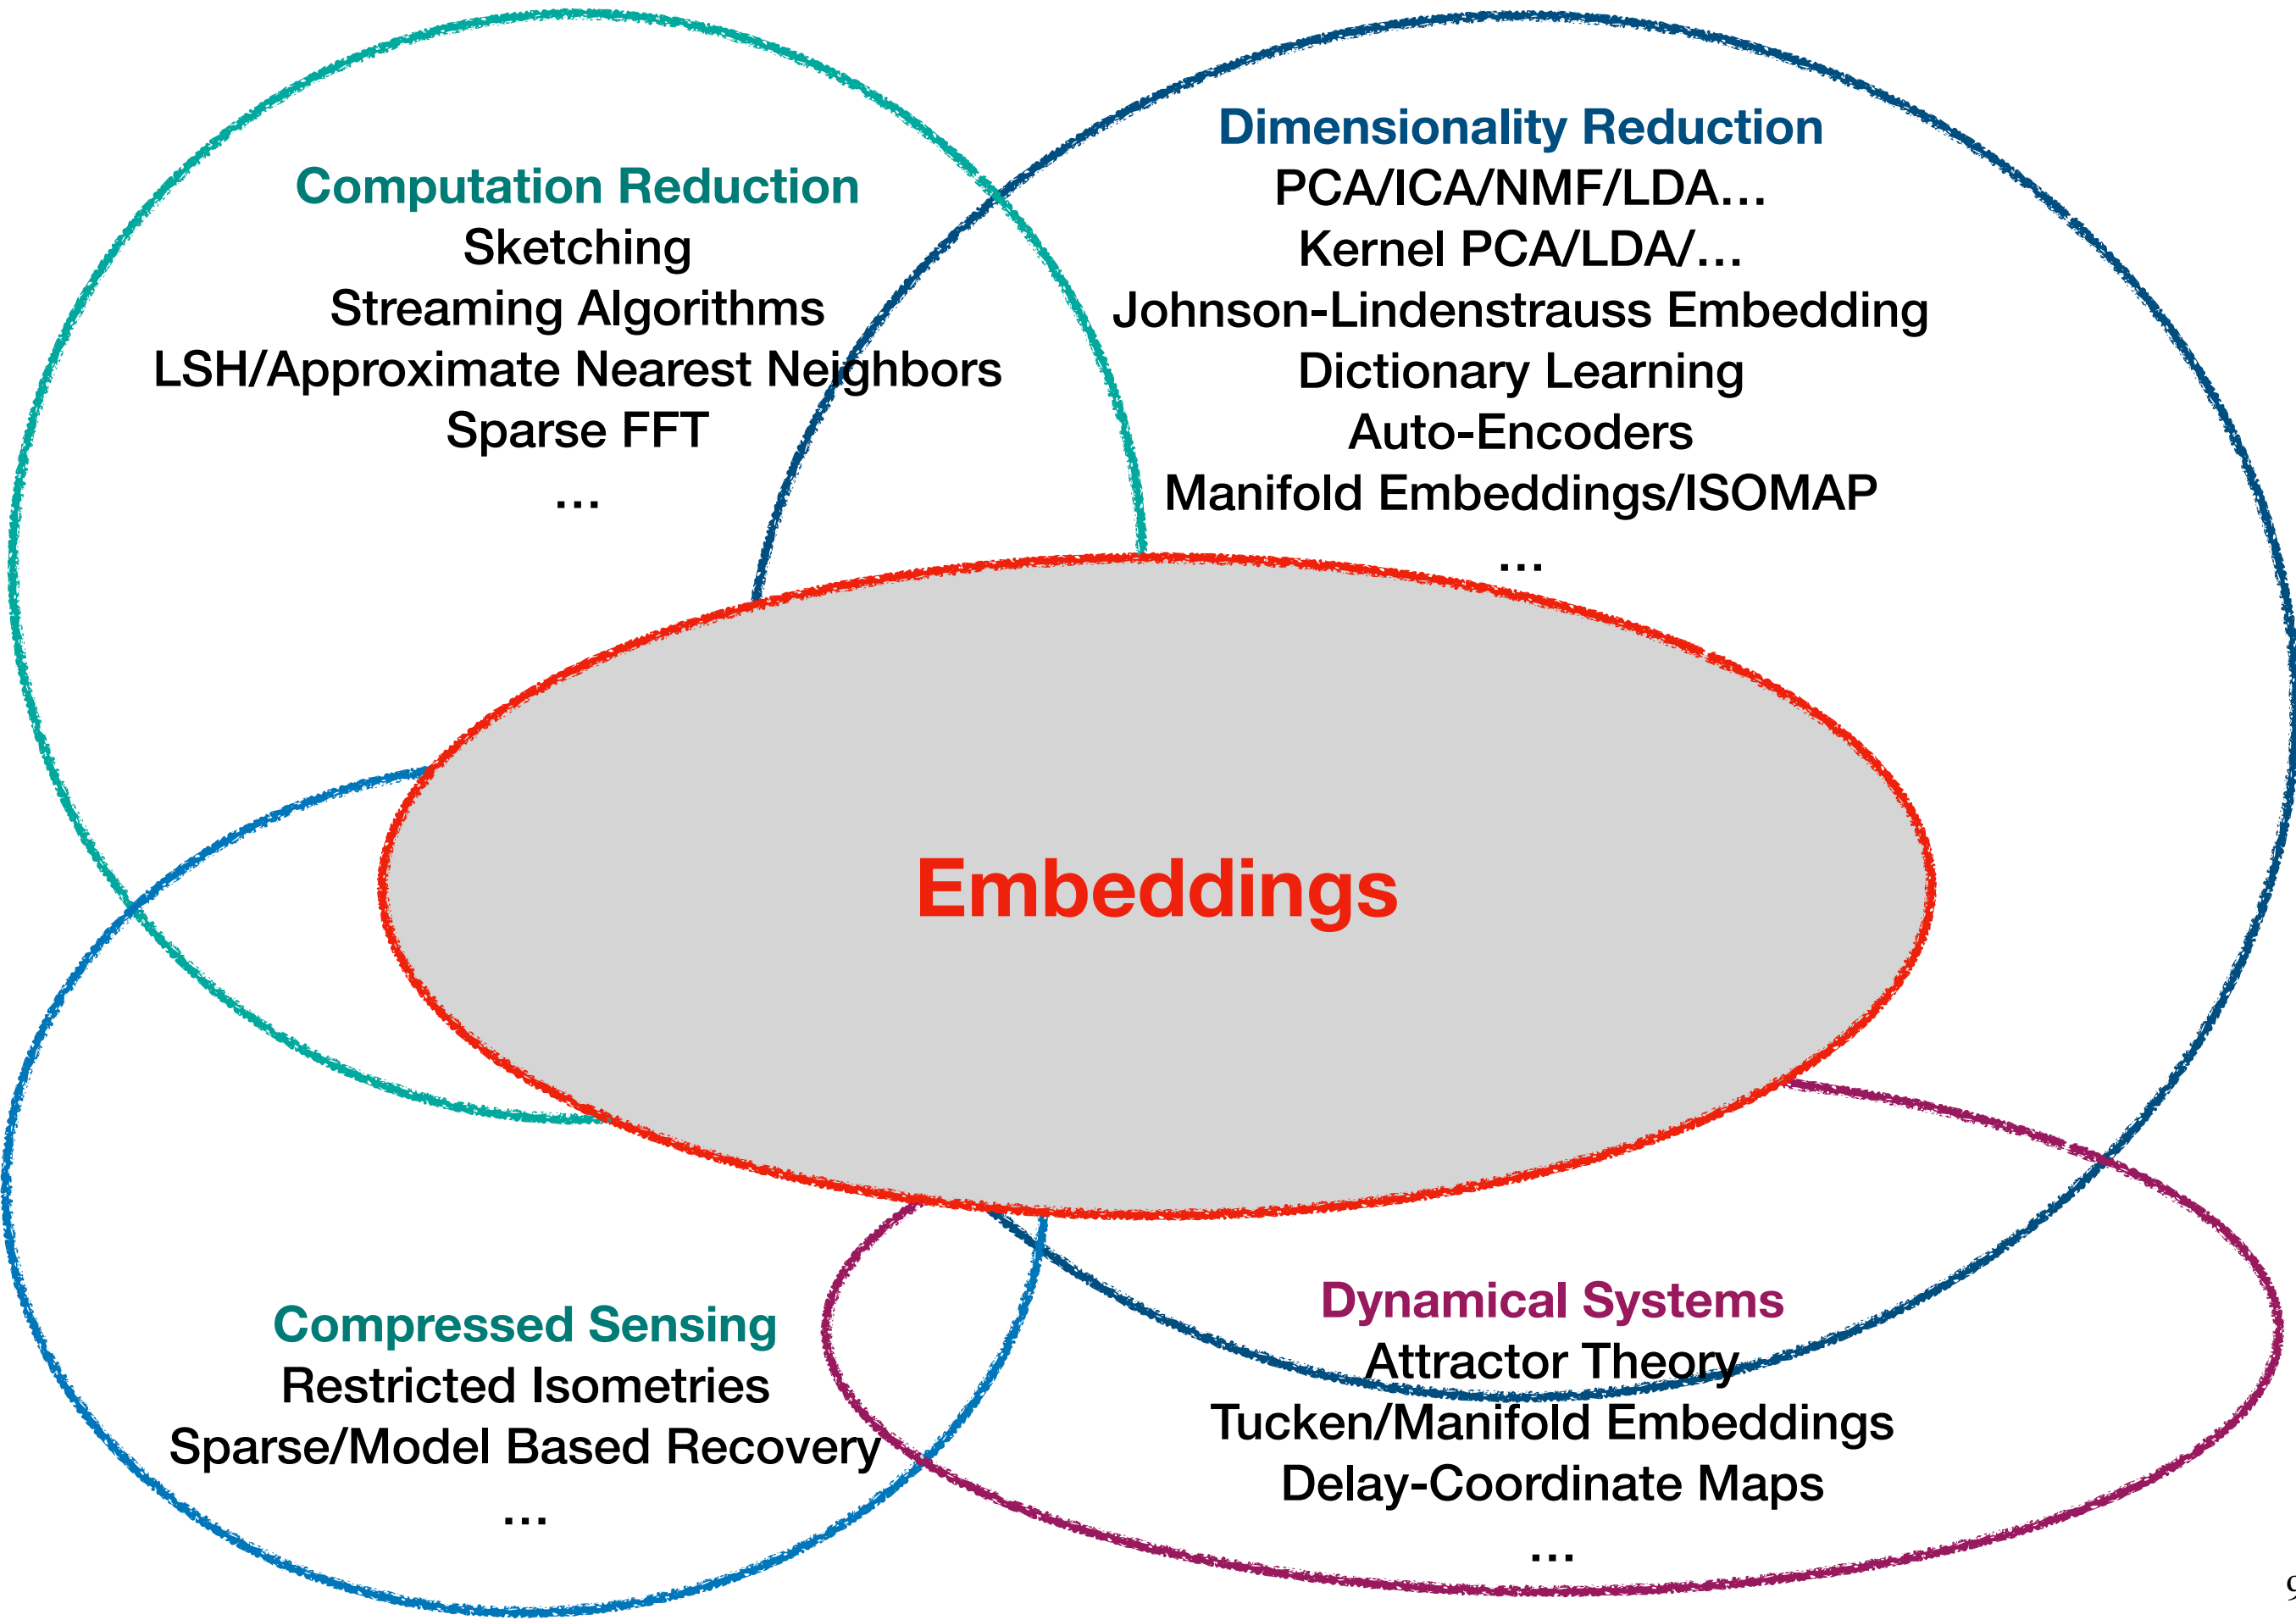 Computation Reduction
Sketching
Streaming Algorithms
LSH/Approximate Nearest Neighbors
Sparse FFT
...
Dimensionality Reduction
PCA/ICA/NMF/LDA...
Kernel PCA/LDA/...
Johnson-Lindenstrauss Embedding
Dictionary Learning
Auto-Encoders
Manifold Embeddings/ISOMAP
...
Embeddings
Compressed Sensing
Restricted Isometries
Sparse/Model Based Recovery
...
Dynamical Systems
Attractor Theory
Tucken/Manifold Embeddings
Delay-Coordinate Maps
...
9